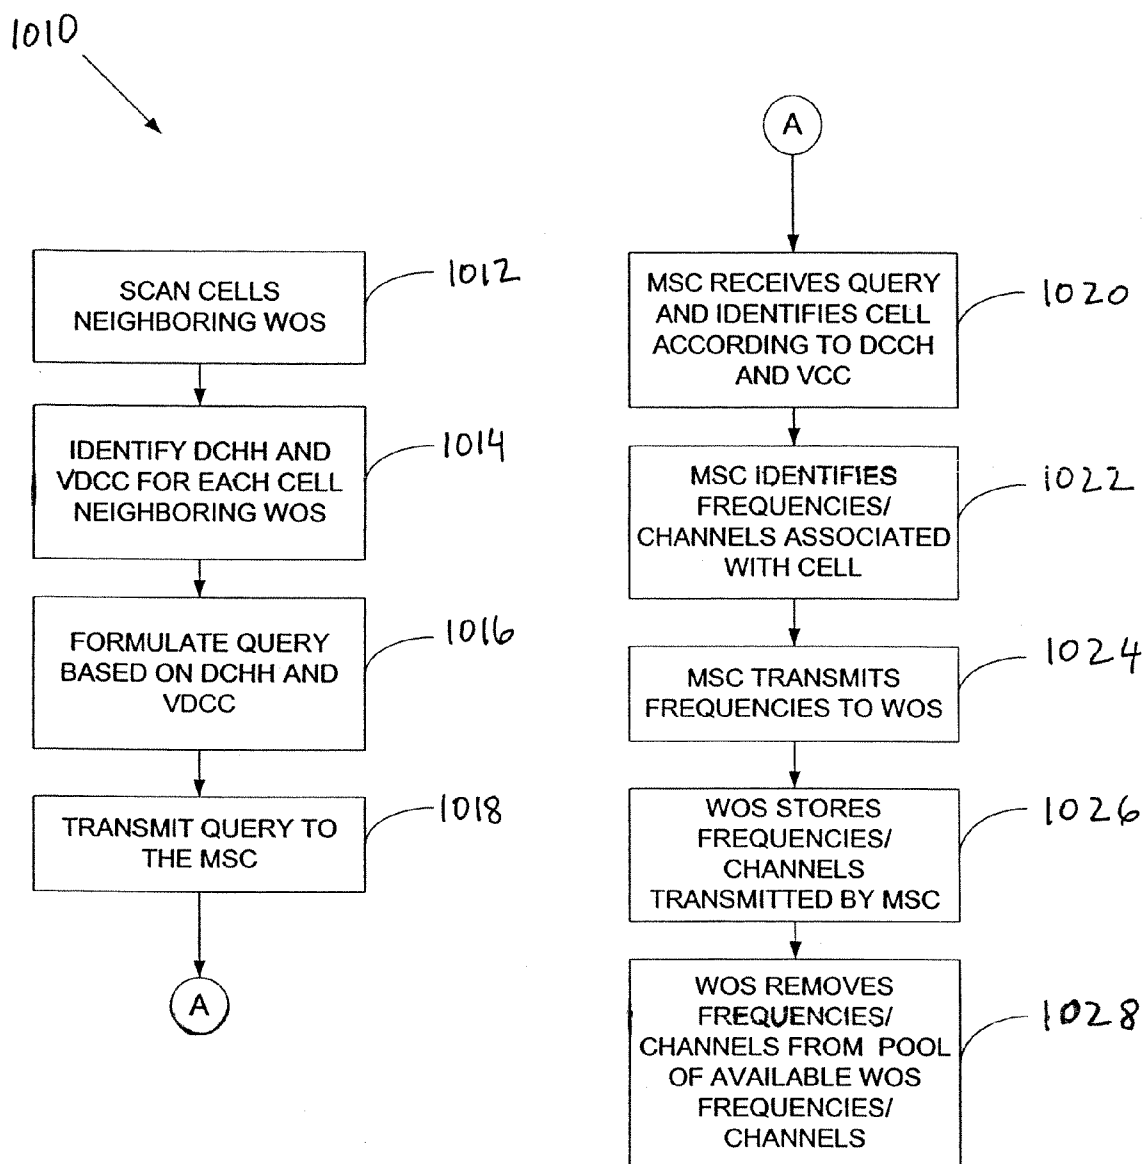 1010
SCAN CELLS
NEIGHBORING WOS
1012
IDENTIFY DCHH AND
VDCC FOR EACH CELL
NEIGHBORING WOS
1014
FORMULATE QUERY
BASED ON DCHH AND
VDCC
1016
TRANSMIT QUERY TO
THE MSC
1018
A
A
MSC RECEIVES QUERY
AND IDENTIFIES CELL
ACCORDING TO DCCH
AND VCC
1020
MSC IDENTIFIES
FREQUENCIES/
CHANNELS ASSOCIATED
WITH CELL
1022
MSC TRANSMITS
FREQUENCIES TO WOS
1024
WOS STORES
FREQUENCIES/
CHANNELS
TRANSMITTED BY MSC
1026
WOS REMOVES
FREQUENCIES/
CHANNELS FROM POOL
OF AVAILABLE WOS
FREQUENCIES/
CHANNELS
1028